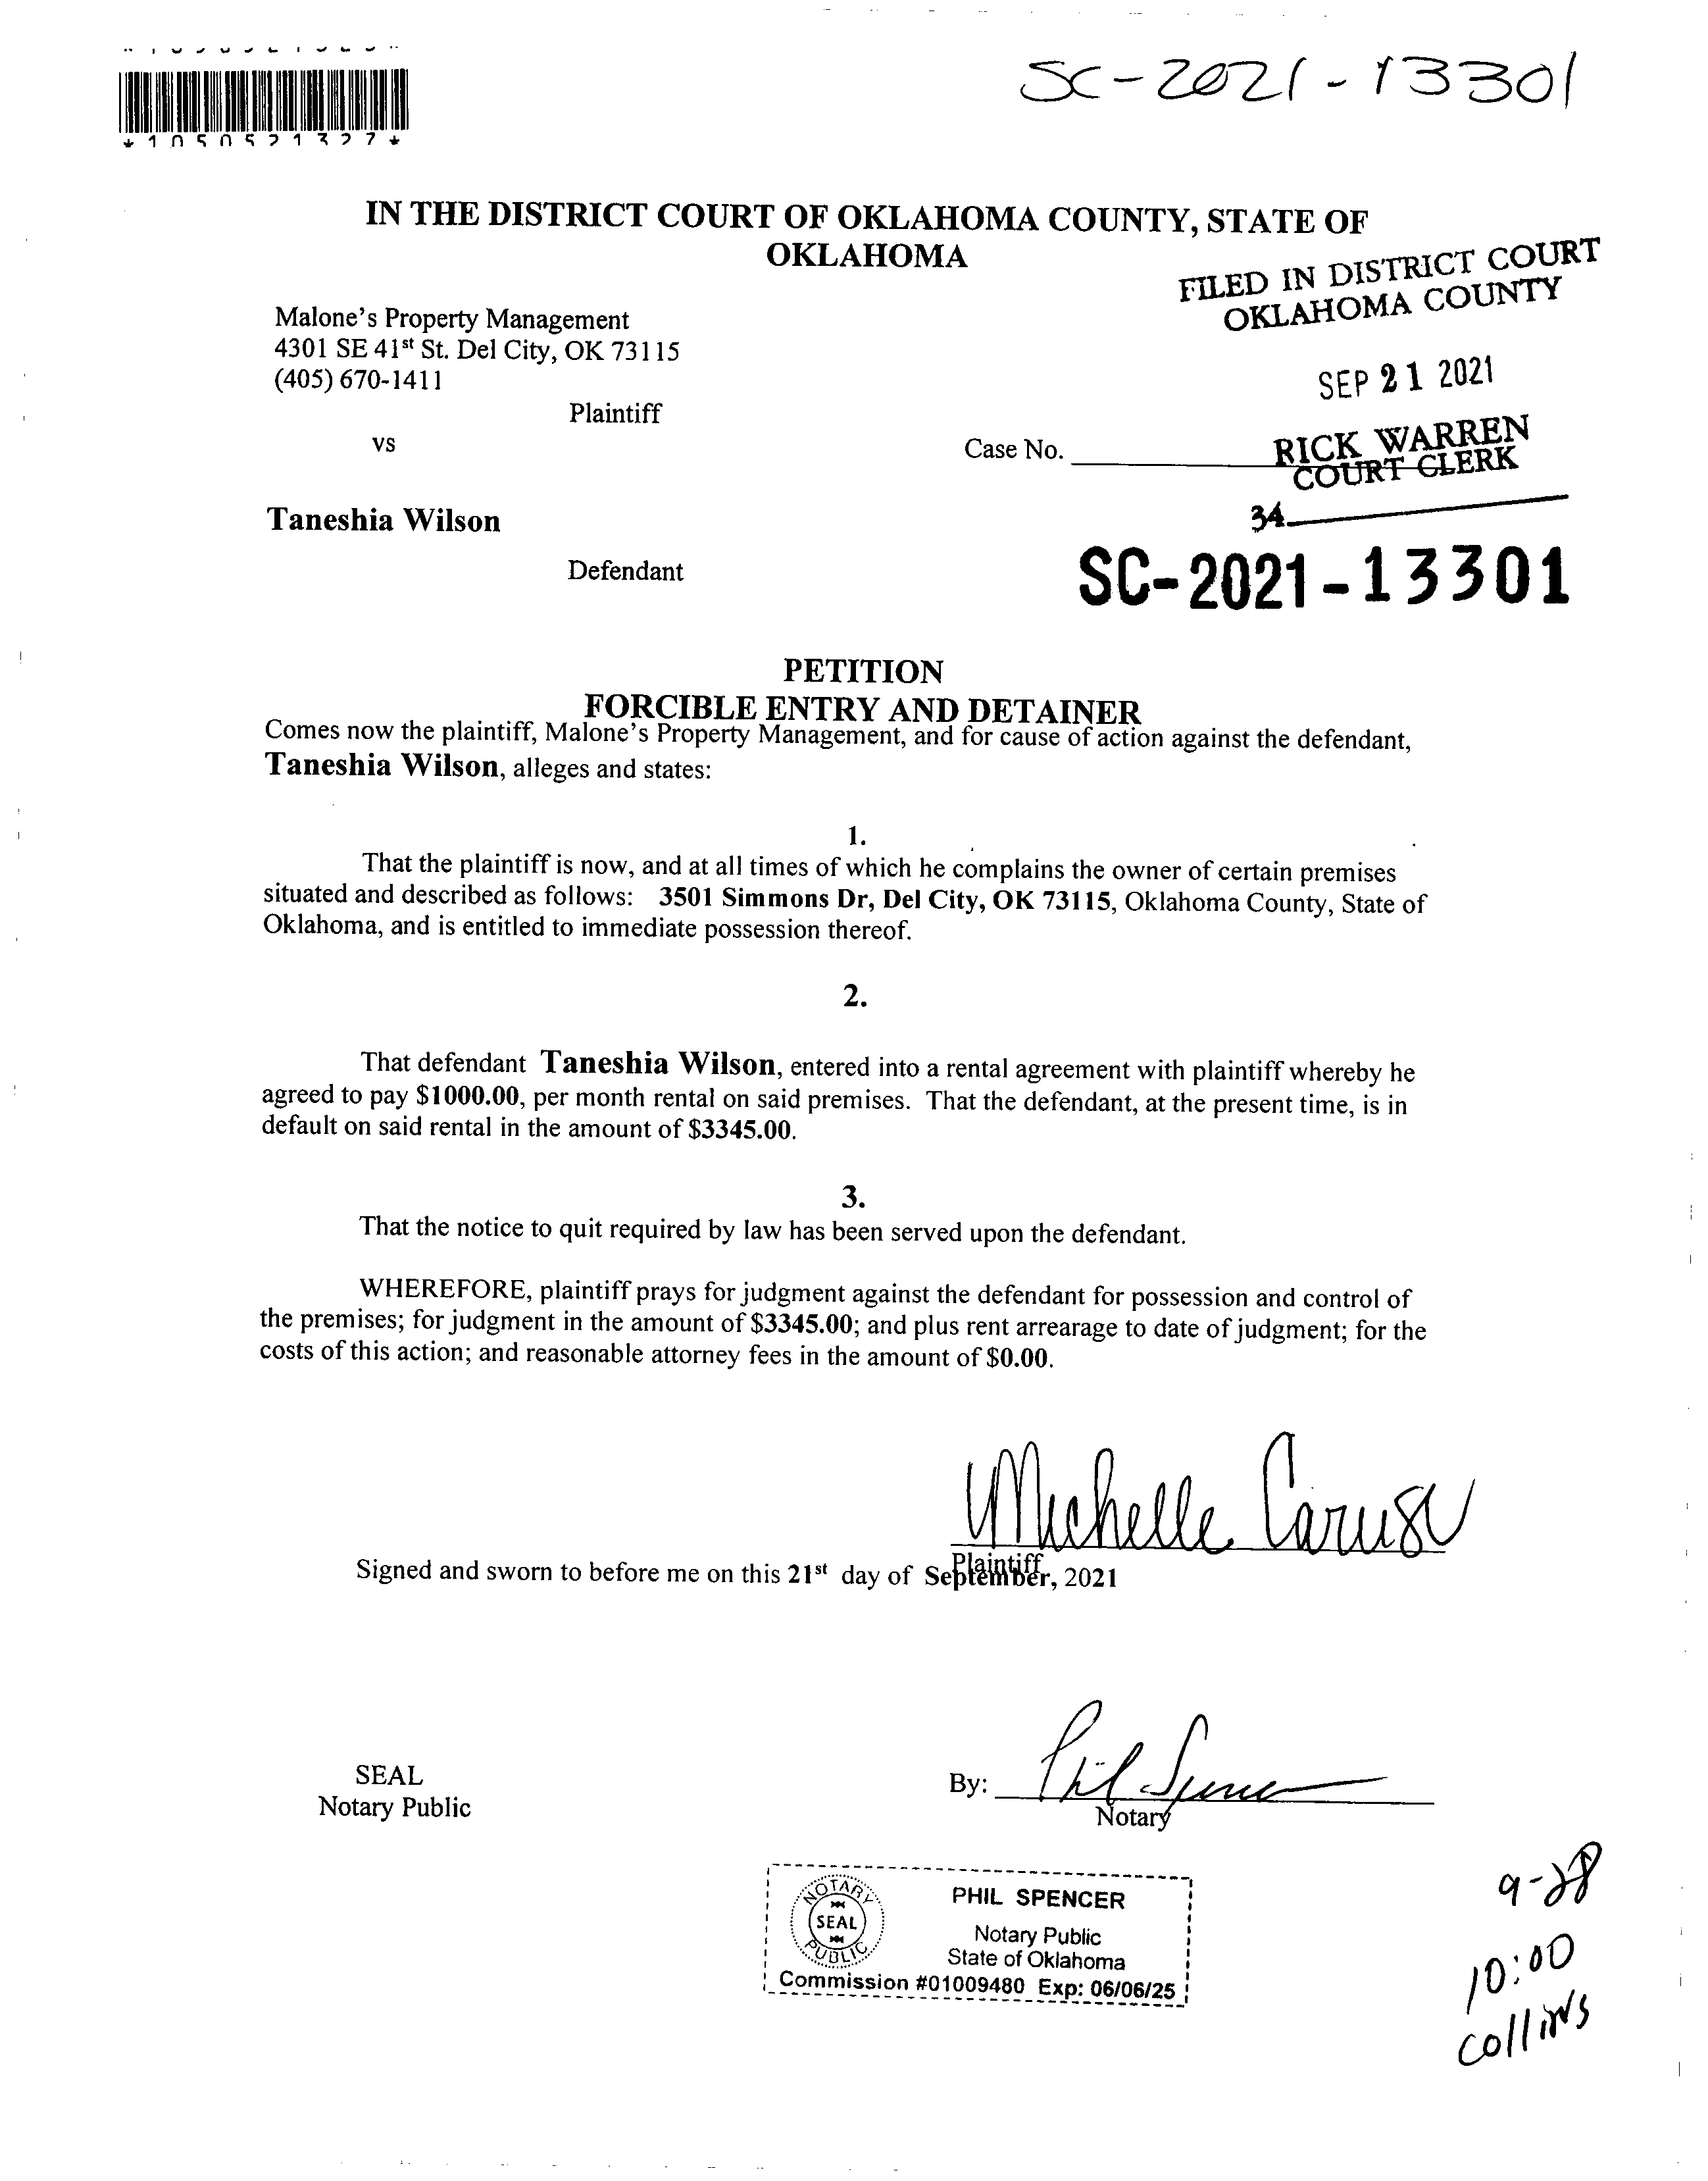 SC-2021-13301
*1050521327*
IN THE DISTRICT COURT OF OKLAHOMA COUNTY, STATE OF
OKLAHOMA
FILED IN DISTRICT COURT
OKLAHOMA COUNTY
Malone's Property Management
4301 SE 41st St. Del City, OK 73115
(405) 670-1411
SEP 21 2021
Plaintiff
vs
Case No.
RICK WARREN
COURT CLERK
34
Taneshia Wilson
Defendant
SC-2021-13301
PETITION
FORCIBLE ENTRY AND DETAINER
Comes now the plaintiff, Malone's Property Management, and for cause of action against the defendant,
Taneshia Wilson, alleges and states:
1.
That the plaintiff is now, and at all times of which he complains the owner of certain premises
situated and described as follows: 3501 Simmons Dr, Del City, OK 73115, Oklahoma County, State of
Oklahoma, and is entitled to immediate possession thereof.
2.
That defendant Taneshia Wilson, entered into a rental agreement with plaintiff whereby he
agreed to pay $1000.00, per month rental on said premises. That the defendant, at the present time, is in
default on said rental in the amount of $3345.00.
3.
That the notice to quit required by law has been served upon the defendant.
WHEREFORE, plaintiff prays for judgment against the defendant for possession and control of
the premises; for judgment in the amount of $3345.00; and plus rent arrearage to date of judgment; for the
costs of this action; and reasonable attorney fees in the amount of $0.00.
Michelle Caruse
Plaintiff
Signed and sworn to before me on this 21st day of September, 2021
SEAL
Notary Public
By: Phil Spencer
Notary
NOTARY
SEAL
PUBLIC
PHIL SPENCER
Notary Public
State of Oklahoma
Commission #01009480 Exp: 06/06/25
9-28
10:00
collins